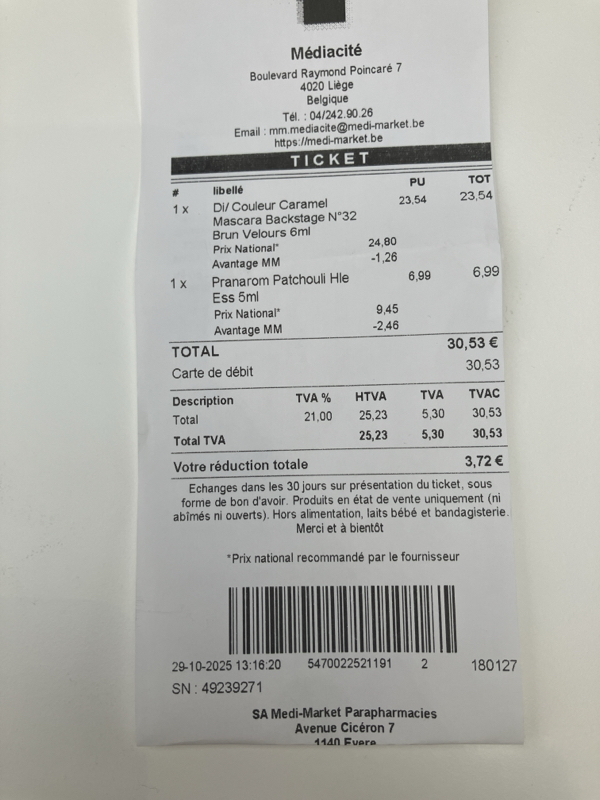 Médiacité
Boulevard Raymond Poincaré 7
4020 Liège
Belgique
Tél. : 04/242.90.26
Email : mm.mediacite@medi-market.be
https://medi-market.be
TICKET
# libellé PU TOT
1 x Di/ Couleur Caramel 23,54 23,54
Mascara Backstage N°32
Brun Velours 6ml
Prix National* 24,80
Avantage MM -1,26
1 x Pranarom Patchouli Hle 6,99 6,99
Ess 5ml
Prix National* 9,45
Avantage MM -2,46
TOTAL 30,53 €
Carte de débit 30,53
Description TVA % HTVA TVA TVAC
Total 21,00 25,23 5,30 30,53
Total TVA 25,23 5,30 30,53
Votre réduction totale 3,72 €
Echanges dans les 30 jours sur présentation du ticket, sous
forme de bon d'avoir. Produits en état de vente uniquement (ni
abîmés ni ouverts). Hors alimentation, laits bébé et bandagisterie.
Merci et à bientôt
*Prix national recommandé par le fournisseur
29-10-2025 13:16:20 5470022521191 2 180127
SN : 49239271
SA Medi-Market Parapharmacies
Avenue Cicéron 7
1140 Evere